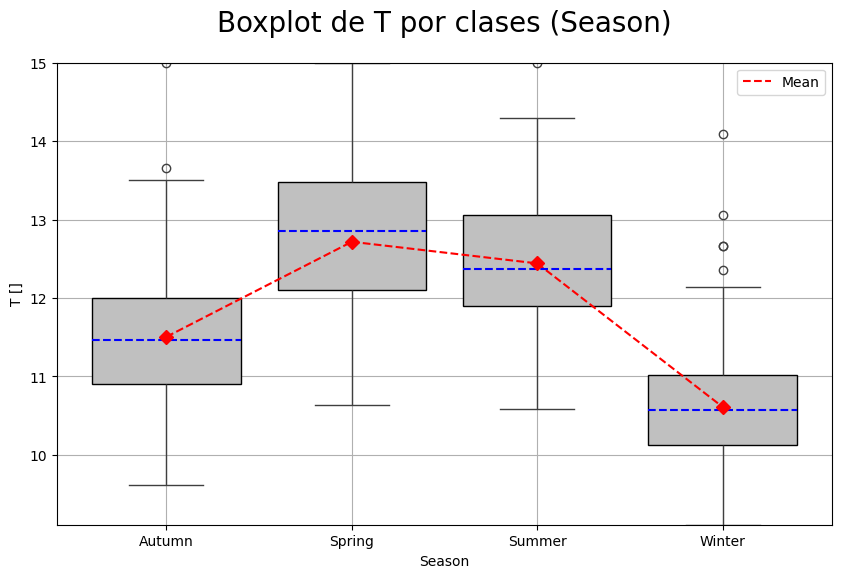 Boxplot de T por clases (Season)
15
14
13
12
11
10
T []
Mean
Autumn
Spring
Summer
Winter
Season